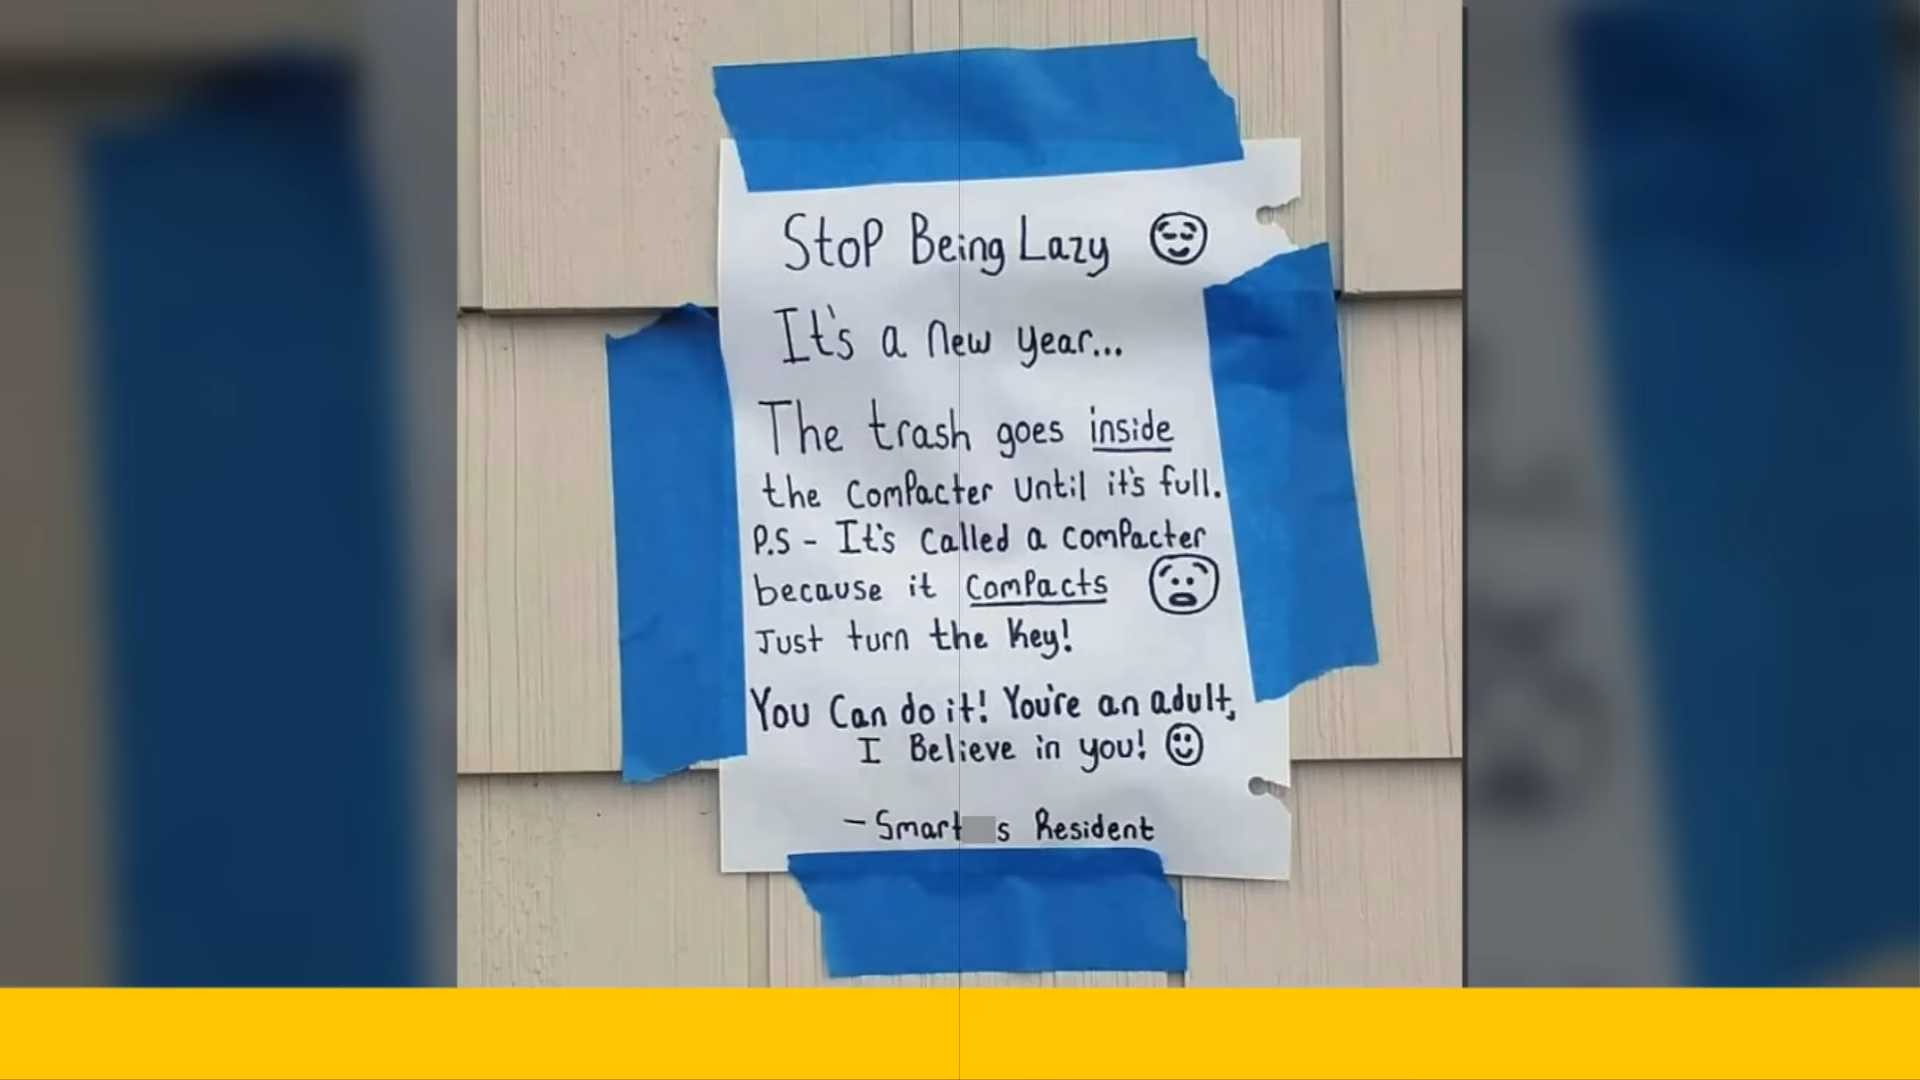 Stop Being Lazy
It's a new year...
The trash goes inside
the compacter until it's full.
P.S - It's called a compacter
because it compacts
Just turn the key!
You can do it! You're an adult,
I Believe in you!
- Smart s Resident